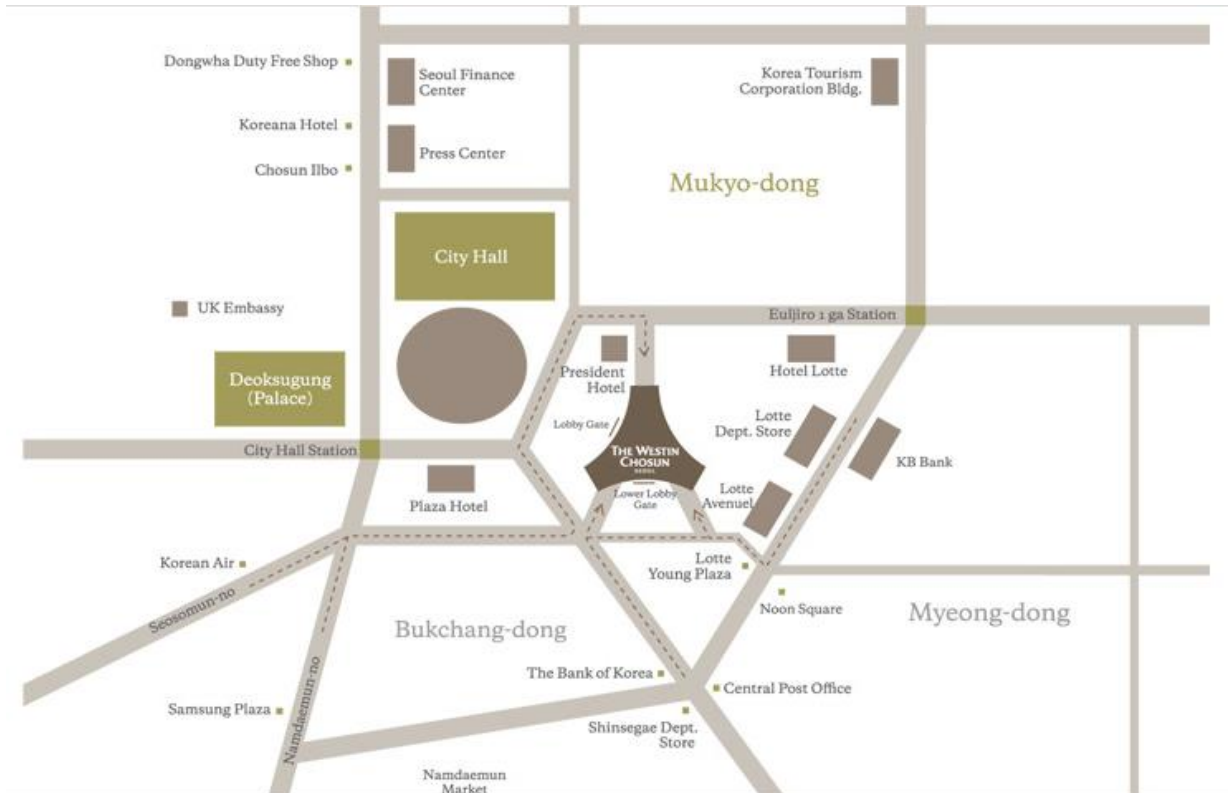 Dongwha Duty Free Shop
Seoul Finance
Center
Korea Tourism
Corporation Bldg.
Koreana Hotel
Press Center
Chosun Ilbo
Mukyo-dong
City Hall
UK Embassy
Euljiro 1 ga Station
President
Hotel
Hotel Lotte
Deoksugung
(Palace)
Lobby Gate
Lotte
Dept. Store
City Hall Station
THE WESTIN
CHOSUN
SEOUL
KB Bank
Plaza Hotel
Lower Lobby
Gate
Lotte
Avenuel
Korean Air
Lotte
Young Plaza
Seosomun-no
Noon Square
Bukchang-dong
Myeong-dong
The Bank of Korea
Central Post Office
Samsung Plaza
Namdaemun-no
Shinsegae Dept.
Store
Namdaemun
Market